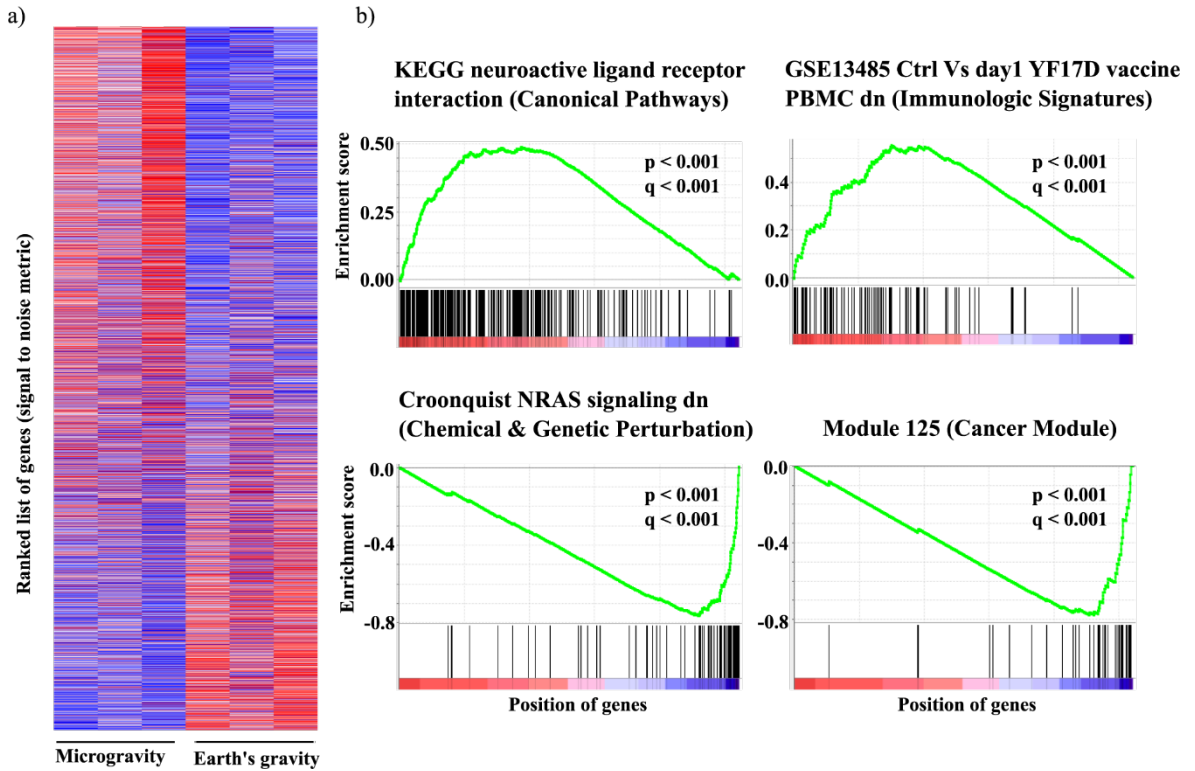 a)
Ranked list of genes (signal to noise metric)
Microgravity
Earth's gravity
b)
KEGG neuroactive ligand receptor
interaction (Canonical Pathways)
Enrichment score
0.50
0.25
0.00
p < 0.001
q < 0.001
GSE13485 Ctrl Vs day1 YF17D vaccine
PBMC dn (Immunologic Signatures)
0.4
0.2
0.0
p < 0.001
q < 0.001
Croonquist NRAS signaling dn
(Chemical & Genetic Perturbation)
Enrichment score
0.0
-0.4
-0.8
p < 0.001
q < 0.001
Position of genes
Module 125 (Cancer Module)
0.0
-0.4
-0.8
p < 0.001
q < 0.001
Position of genes